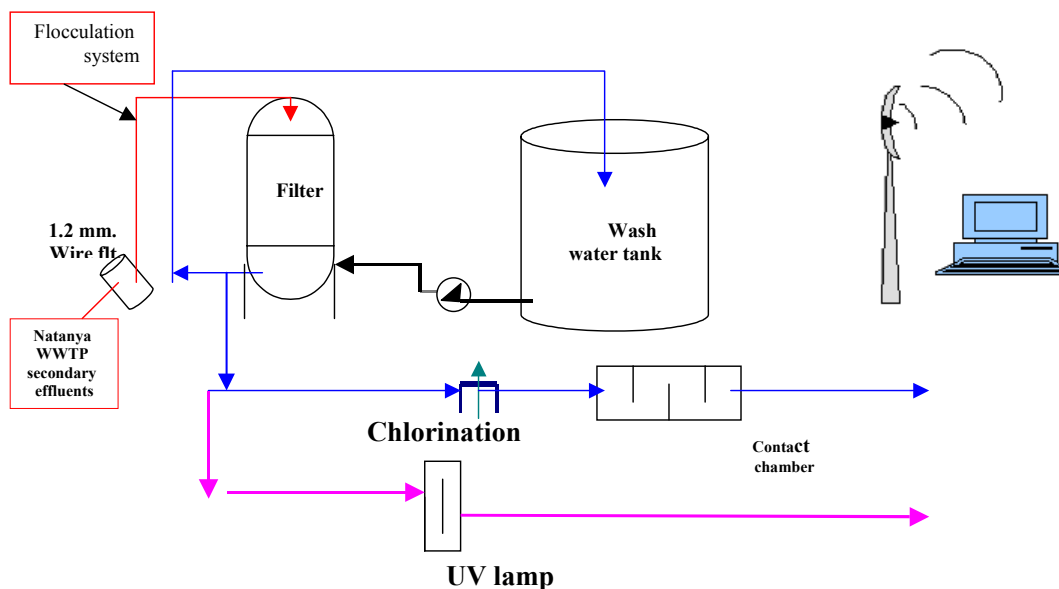 Flocculation
system
Filter
Wash
water tank
1.2 mm.
Wire flt
Natanya
WWTP
secondary
effluents
Chlorination
Contact
chamber
UV lamp